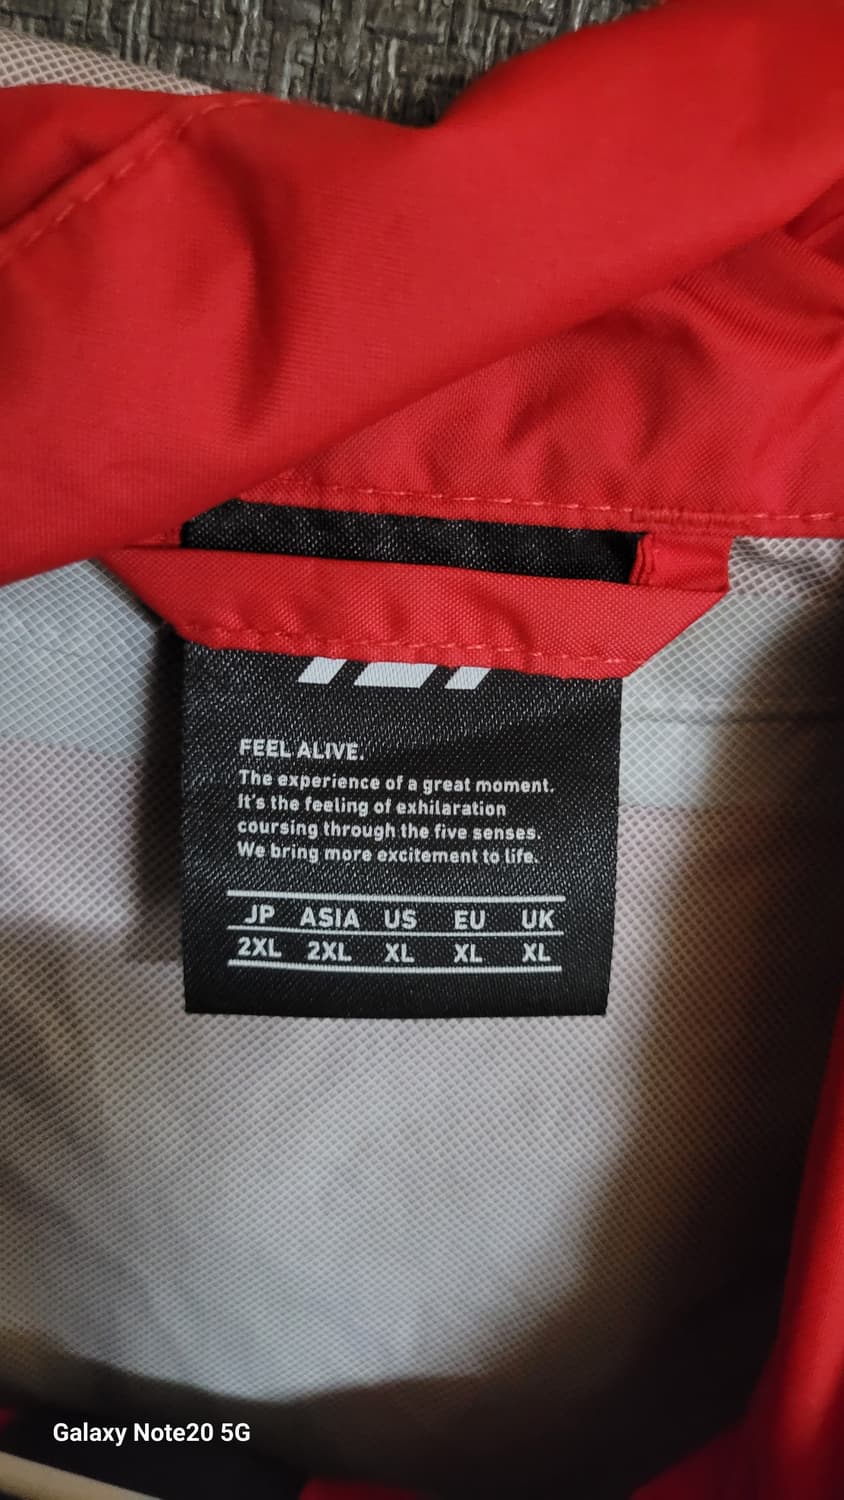 FEEL ALIVE.
The experience of a great moment.
It's the feeling of exhilaration
coursing through the five senses.
We bring more excitement to life.
JP ASIA US EU UK
2XL 2XL XL XL XL
Galaxy Note20 5G